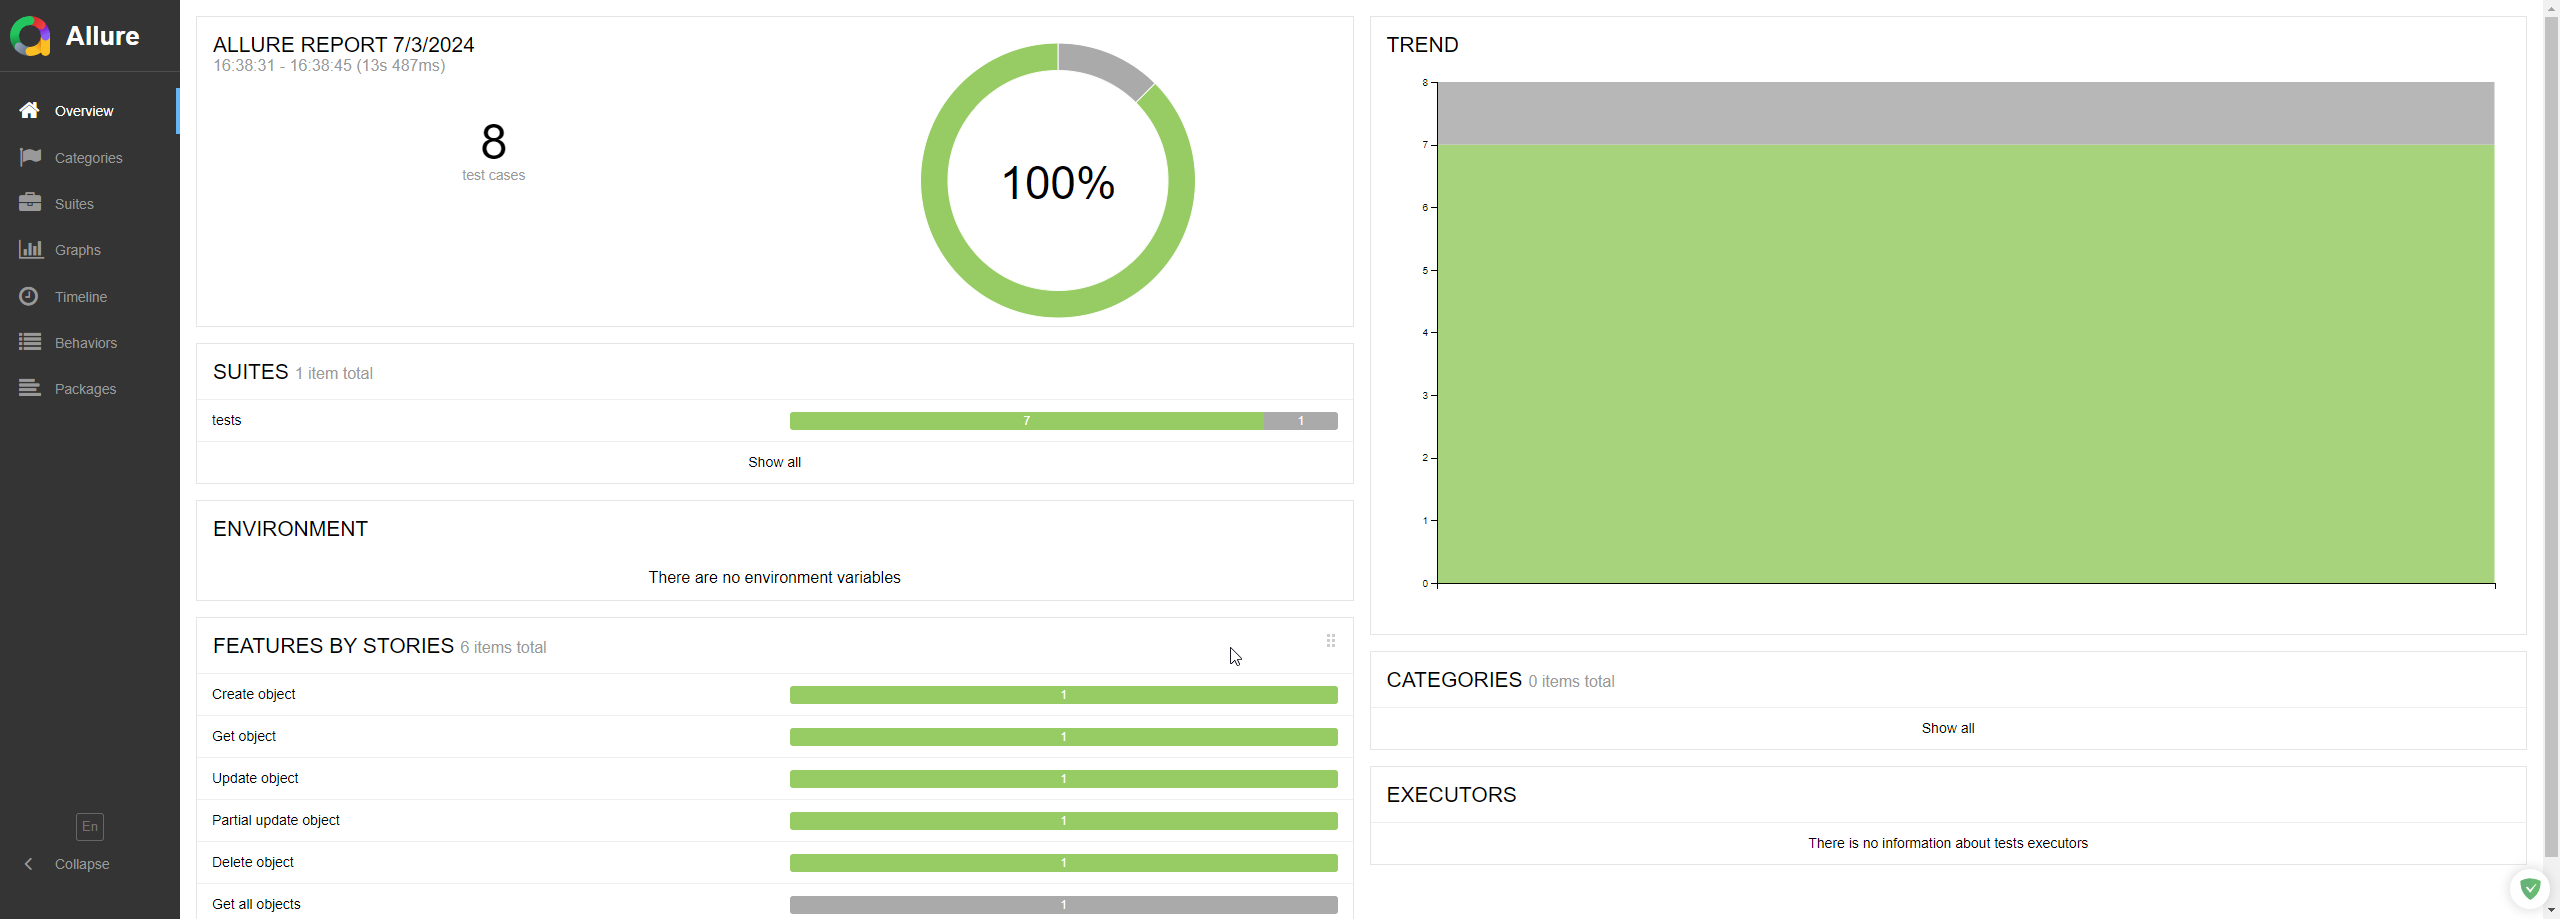 Allure
Overview
Categories
Suites
Graphs
Timeline
Behaviors
Packages
En
Collapse
ALLURE REPORT 7/3/2024
16:38:31 - 16:38:45 (13s 487ms)
8
test cases
100%
SUITES 1 item total
tests 7 1
Show all
ENVIRONMENT
There are no environment variables
FEATURES BY STORIES 6 items total
Create object 1
Get object 1
Update object 1
Partial update object 1
Delete object 1
Get all objects 1
TREND
8
7
6
5
4
3
2
1
0
CATEGORIES 0 items total
Show all
EXECUTORS
There is no information about tests executors